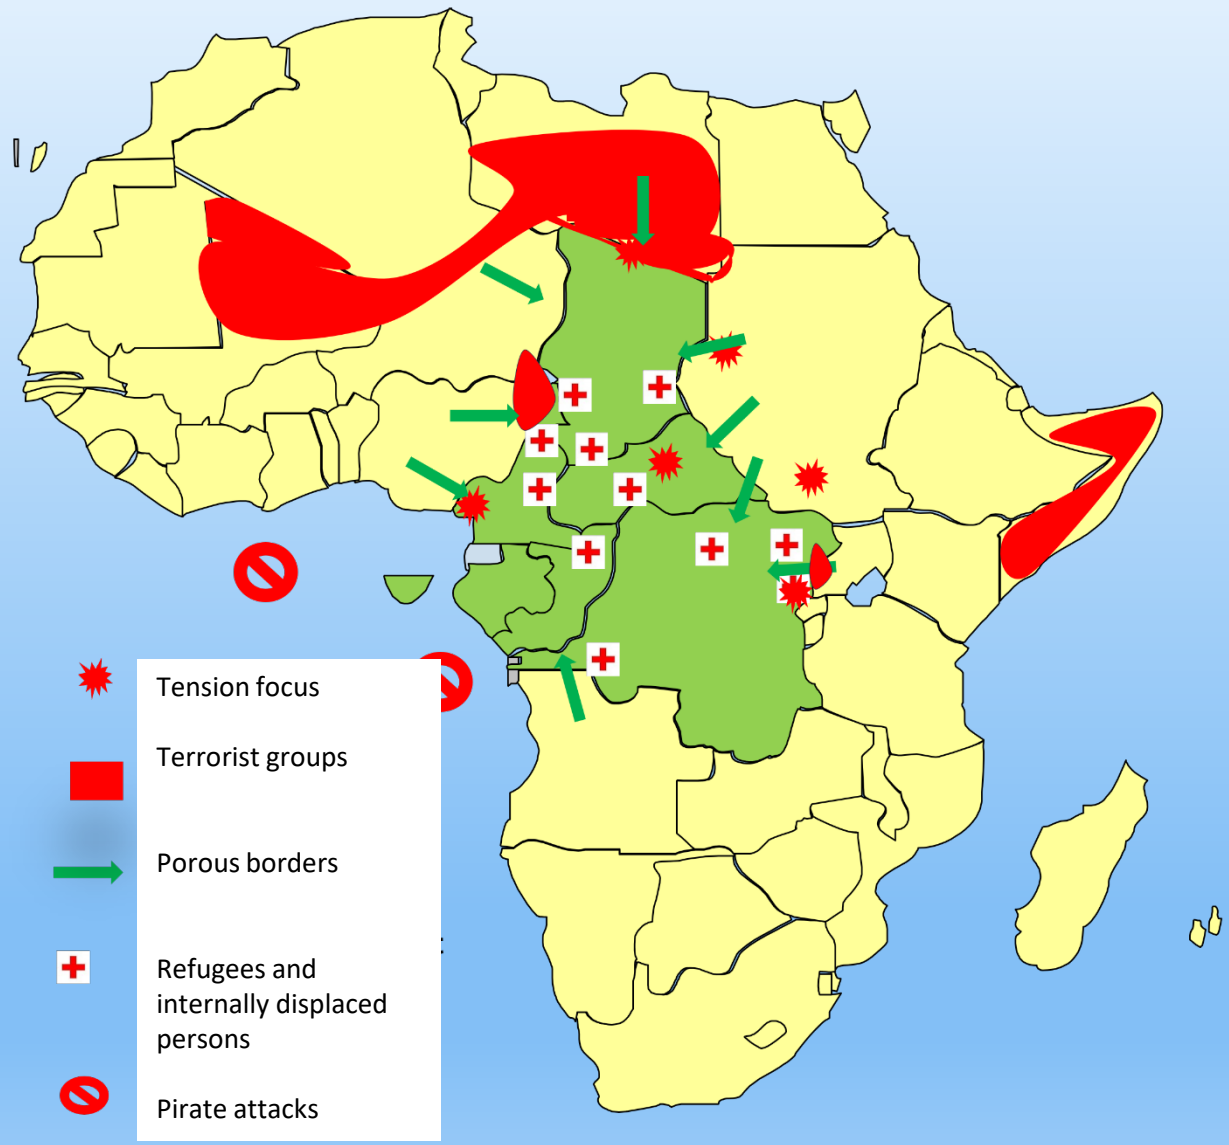 Tension focus
Terrorist groups
Porous borders
:
Refugees and
internally displaced
persons
Pirate attacks